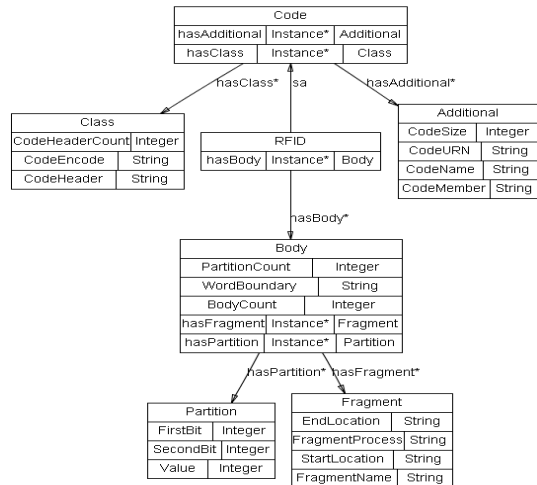 Code
hasAdditional Instance* Additional
hasClass Instance* Class
hasClass* sa hasAdditional*
Class
CodeHeaderCount Integer
CodeEncode String
CodeHeader String
RFID
hasBody Instance* Body
Additional
CodeSize Integer
CodeURN String
CodeName String
CodeMember String
hasBody*
Body
PartitionCount Integer
WordBoundary String
BodyCount Integer
hasFragment Instance* Fragment
hasPartition Instance* Partition
hasPartition* hasFragment*
Partition
FirstBit Integer
SecondBit Integer
Value Integer
Fragment
EndLocation String
FragmentProcess String
StartLocation String
FragmentName String